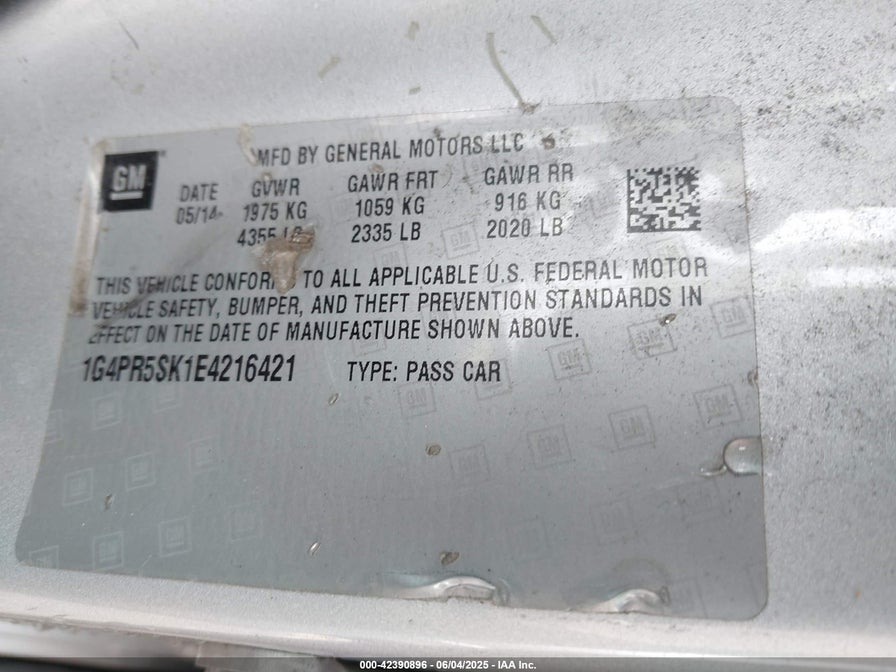 MFD BY GENERAL MOTORS LLC
GM
DATE GVWR GAWR FRT GAWR RR
05/14 1975 KG 1059 KG 916 KG
4355 LB 2335 LB 2020 LB
THIS VEHICLE CONFORMS TO ALL APPLICABLE U.S. FEDERAL MOTOR
VEHICLE SAFETY, BUMPER, AND THEFT PREVENTION STANDARDS IN
EFFECT ON THE DATE OF MANUFACTURE SHOWN ABOVE.
1G4PR5SK1E4216421 TYPE: PASS CAR
000-42390896 - 06/04/2025 - IAA Inc.